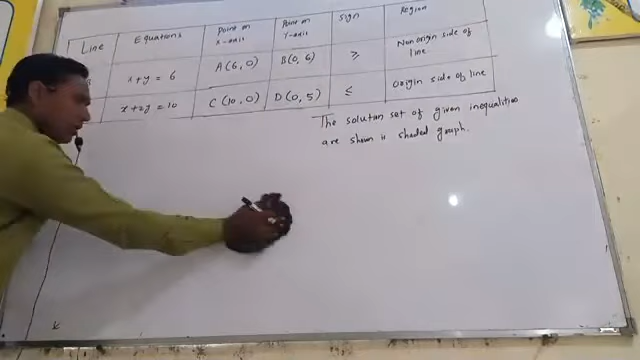 Line Equations Point on X-axis Point on Y-axis Sign Region
x+y = 6 A(6,0) B(0,6) ≥ Non origin side of line.
x+2y = 10 C(10,0) D(0,5) ≤ Origin side of line
The solution set of given inequalities
are shown is shaded graph.